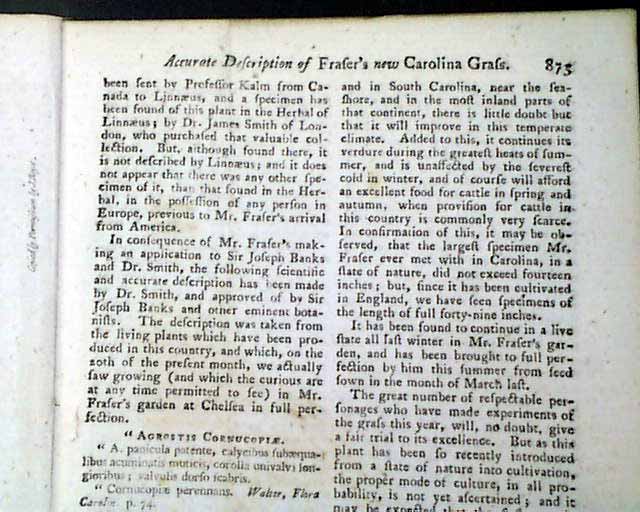 Accurate Description of Fraser's new Carolina Graſs. 873
been ſent by Profeſſor Kalm from Ca-
nada to Linnæus, and a ſpecimen has
been found of this plant in the Herbal of
Linnæus; by Dr. James Smith of Lon-
don, who purchaſed that valuable col-
lection. But, although found there, it
is not deſcribed by Linnæus; and it does
not appear that there was any other ſpe-
cimen of it, than that found in the Her-
bal, in the poſſeſſion of any perſon in
Europe, previous to Mr. Fraſer's arrival
from America.
In conſequence of Mr. Fraſer's mak-
ing an application to Sir Joſeph Banks
and Dr. Smith, the following ſcientific
and accurate deſcription has been made
by Dr. Smith, and approved of by Sir
Joſeph Banks and other eminent bota-
niſts. The deſcription was taken from
the living plants which have been pro-
duced in this country, and which, on the
20th of the preſent month, we actually
ſaw growing (and which the curious are
at any time permitted to ſee) in Mr.
Fraſer's garden at Chelſea in full per-
fection.
" AGROSTIS CORNUCOPIÆ.
" A. panicula patente, calycibus ſubæqua-
libus acuminatis muticis, corolla univalvi lon-
gioribus; valvulis dorſo ſcabris.
" Cornucopiæ perennans. Walter, Flora
Carolin. p. 74.
and in South Carolina, near the ſea-
ſhore, and in the moſt inland parts of
that continent, there is little doubt but
that it will improve in this temperate
climate. Added to this, it continues its
verdure during the greateſt heats of ſum-
mer, and is unaffected by the ſevereſt
cold in winter, and of courſe will afford
an excellent food for cattle in ſpring and
autumn, when proviſion for cattle in
this country is commonly very ſcarce.
In confirmation of this, it may be ob-
ſerved, that the largeſt ſpecimen Mr.
Fraſer ever met with in Carolina, in a
ſtate of nature, did not exceed fourteen
inches; but, ſince it has been cultivated
in England, we have ſeen ſpecimens of
the length of full forty-nine inches.
It has been found to continue in a live
ſtate all laſt winter in Mr. Fraſer's gar-
den, and has been brought to full per-
fection by him this ſummer from ſeed
ſown in the month of March laſt.
The great number of reſpectable per-
ſonages who have made experiments of
the graſs this year, will, no doubt, give
a fair trial to its excellence. But as this
plant has been ſo recently introduced
from a ſtate of nature into cultivation,
the proper mode of culture, in all pro-
bability, is not yet aſcertained; and it
may be expected that the